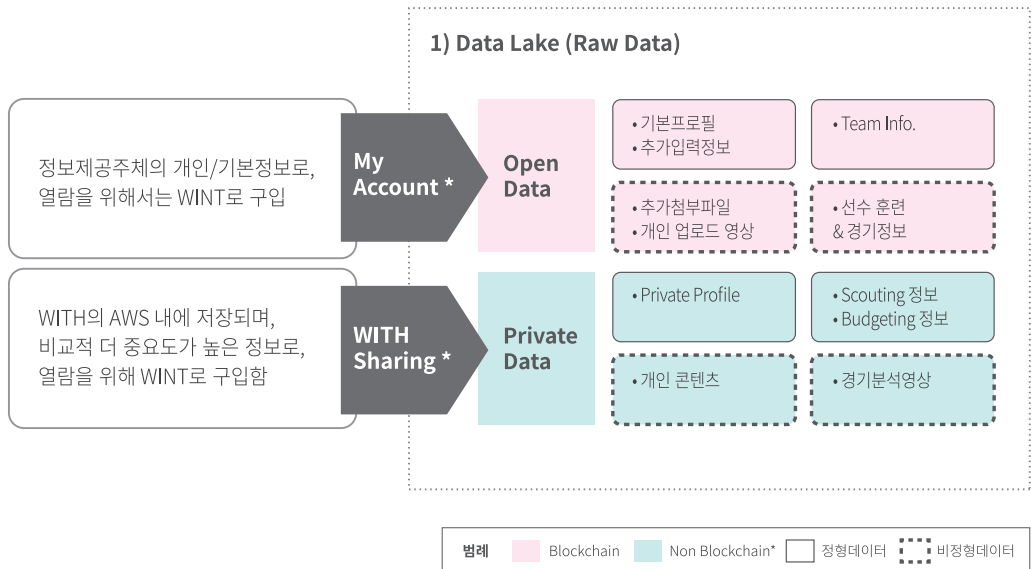 1) Data Lake (Raw Data)
정보제공주체의 개인/기본정보로,
열람을 위해서는 WINT로 구입
My
Account *
Open
Data
• 기본프로필
• 추가입력정보
• Team Info.
• 추가첨부파일
• 개인 업로드 영상
• 선수 훈련
& 경기정보
WITH의 AWS 내에 저장되며,
비교적 더 중요도가 높은 정보로,
열람을 위해 WINT로 구입함
WITH
Sharing *
Private
Data
• Private Profile
• Scouting 정보
• Budgeting 정보
• 개인 콘텐츠
• 경기분석영상
범례 Blockchain Non Blockchain* 정형데이터 비정형데이터